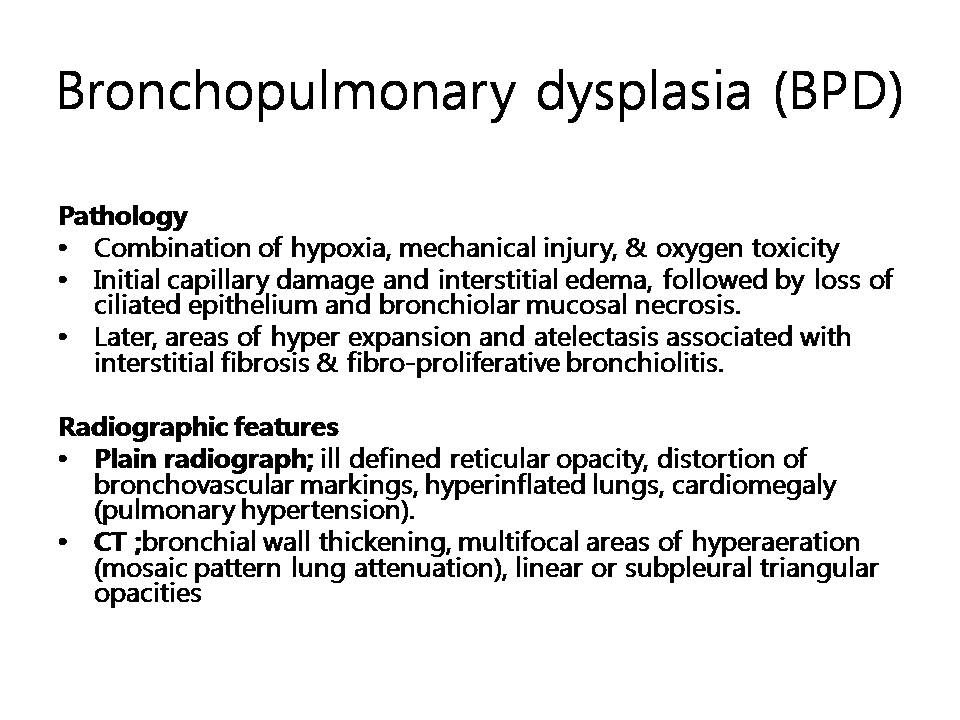 Bronchopulmonary dysplasia (BPD)
Pathology
• Combination of hypoxia, mechanical injury, & oxygen toxicity
• Initial capillary damage and interstitial edema, followed by loss of
ciliated epithelium and bronchiolar mucosal necrosis.
• Later, areas of hyper expansion and atelectasis associated with
interstitial fibrosis & fibro-proliferative bronchiolitis.
Radiographic features
• Plain radiograph; ill defined reticular opacity, distortion of
bronchovascular markings, hyperinflated lungs, cardiomegaly
(pulmonary hypertension).
• CT ;bronchial wall thickening, multifocal areas of hyperaeration
(mosaic pattern lung attenuation), linear or subpleural triangular
opacities